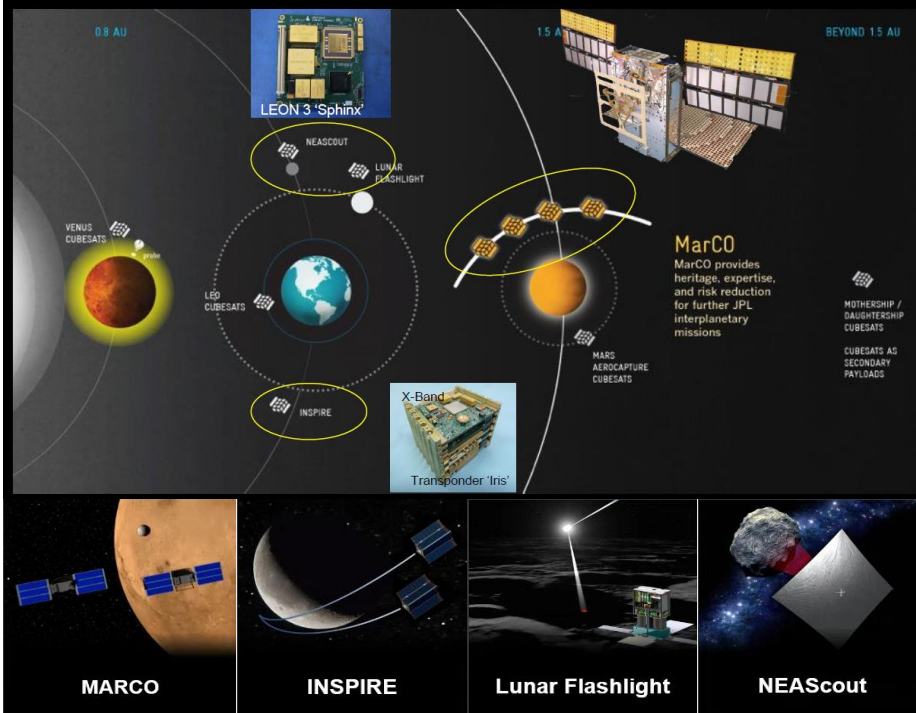 0.8 AU
1.5 A
BEYOND 1.5 AU
LEON 3 'Sphinx'
NEASCOUT
LUNAR
FLASHLIGHT
VENUS
CUBESATS
probe
LEO
CUBESATS
MarCO
MarCO provides
heritage, expertise,
and risk reduction
for further JPL
interplanetary
missions
MOTHERSHIP /
DAUGHTERSHIP
CUBESATS
CUBESATS AS
SECONDARY
PAYLOADS
MARS
AEROCAPTURE
CUBESATS
INSPIRE
X-Band
Transponder 'Iris'
MARCO
INSPIRE
Lunar Flashlight
NEAScout